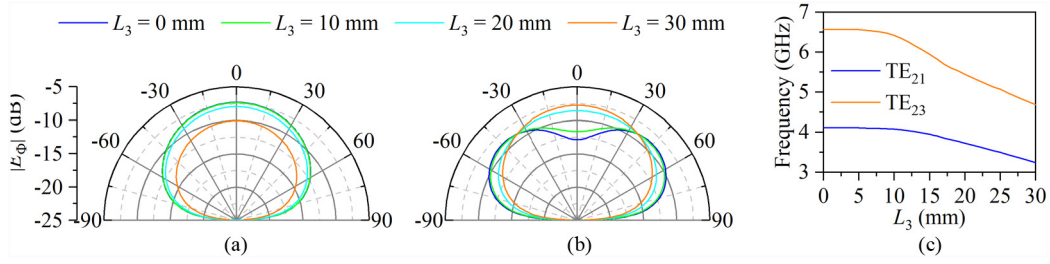 L₃ = 0 mm L₃ = 10 mm L₃ = 20 mm L₃ = 30 mm
|E_Φ| (dB)
-5
-10
-15
-20
-25
-90
-60
-30
0
30
60
90
(a)
-90
-60
-30
0
30
60
90
(b)
Frequency (GHz)
7
6
5
4
3
TE₂₁
TE₂₃
0 5 10 15 20 25 30
L₃ (mm)
(c)